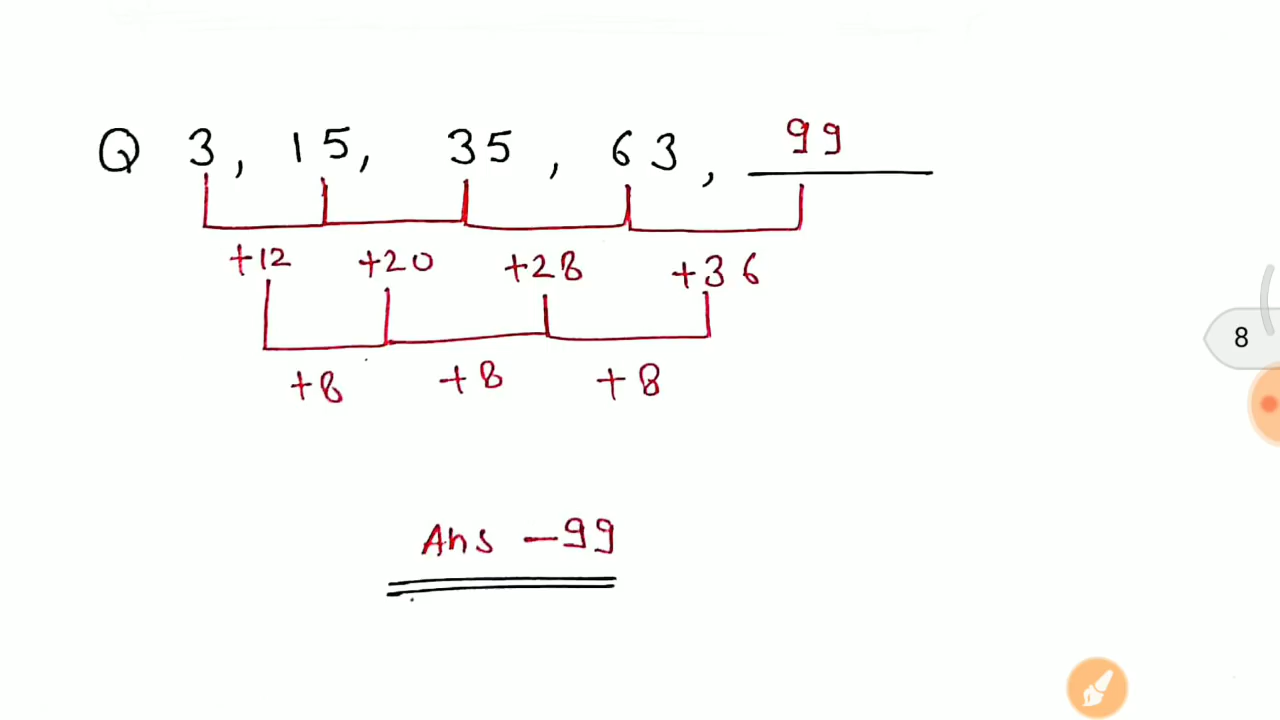 Q 3, 15, 35, 63, 99
+12 +20 +28 +36
+8 +8 +8
Ans - 99
8